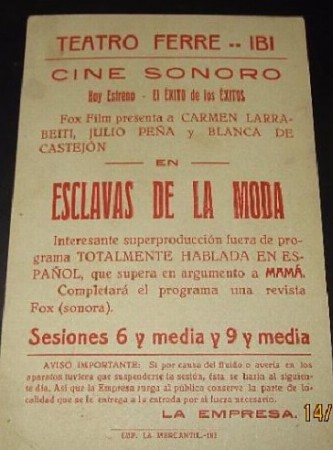 TEATRO FERRE .. IBI
CINE SONORO
Hoy Estreno - El ÉXITO de los ÉXITOS
Fox Film presenta a CARMEN LARRA-
BEITI, JULIO PEÑA y BLANCA DE
CASTEJÓN
EN
ESCLAVAS DE LA MODA
Interesante superproducción fuera de pro-
grama TOTALMENTE HABLADA EN ES-
PAÑOL, que supera en argumento a MAMÁ.
Completará el programa una revista
Fox (sonora).
Sesiones 6 y media y 9 y media
AVISO IMPORTANTE: Si por causa del fluido o avería en los
aparatos tuviera que suspenderse la sesión, ésta se haría al siguien-
te día. Así que la Empresa ruega al público conserve la parte de lo-
calidad que se le entrega a la entrada por si fuera necesario.
LA EMPRESA.
IMP. LA MERCANTIL.-IBI
14/